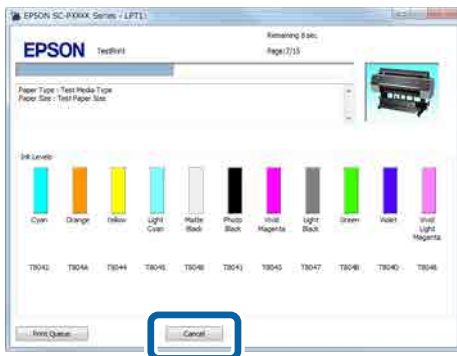 EPSON SC-PXXXX Series - LPT1:
EPSON
TestPrint
Remaining 8 sec.
Page:7/15
Paper Type : Test Media Type
Paper Size : Test Paper Size
Ink Levels
Cyan Orange Yellow Light Cyan Matte Black Photo Black Vivid Magenta Light Black Green Violet Vivid Light Magenta
T8042 T804A T8044 T8045 T8048 T8041 T8043 T8047 T804B T804D T8046
Print Queue
Cancel